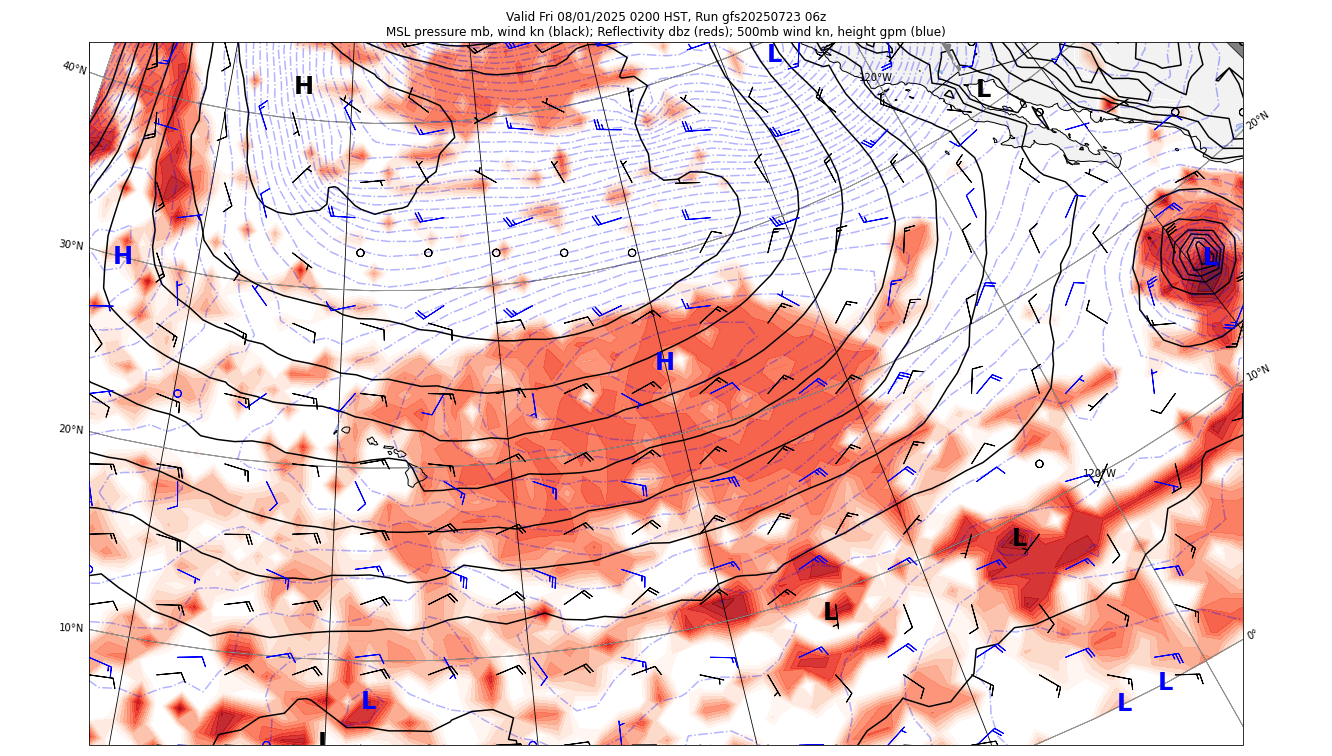 Valid Fri 08/01/2025 0200 HST, Run gfs20250723 06z
MSL pressure mb, wind kn (black); Reflectivity dbz (reds); 500mb wind kn, height gpm (blue)
L
40°N
H
120°W
L
20°N
30°N
H
L
H
10°N
20°N
120°W
L
10°N
L
0°
L
L
L
L